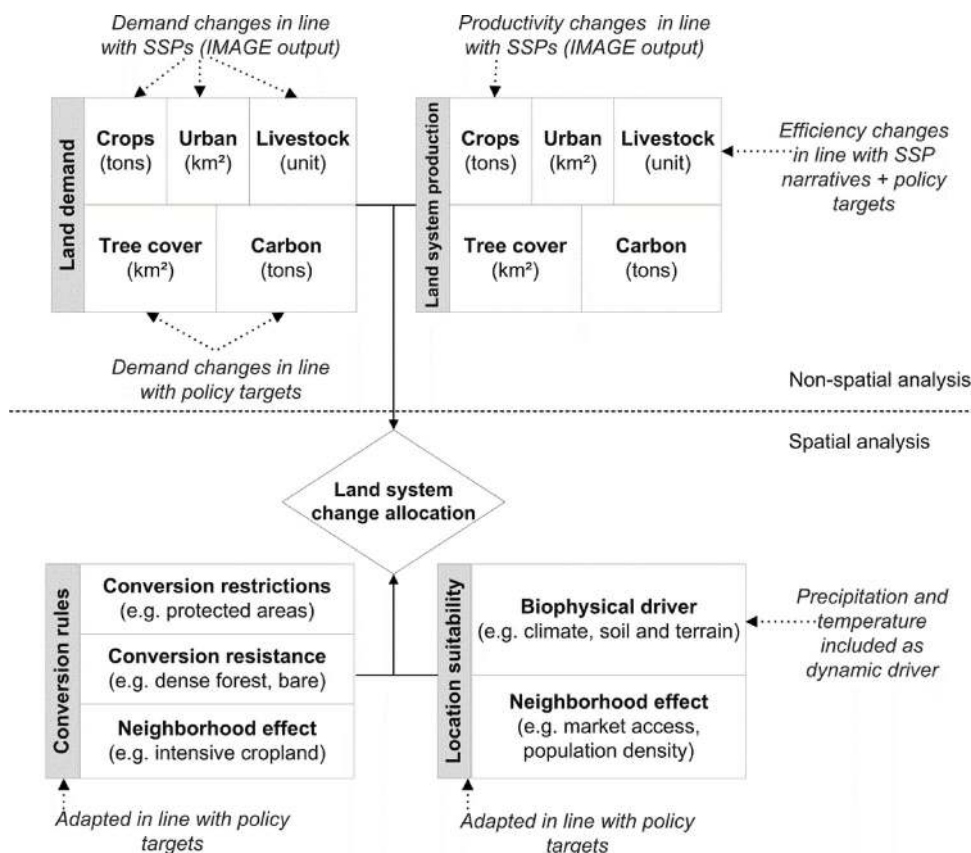 Demand changes in line
with SSPs (IMAGE output)
Productivity changes in line
with SSPs (IMAGE output)
Land demand
Crops
(tons)
Urban
(km²)
Livestock
(unit)
Tree cover
(km²)
Carbon
(tons)
Land system production
Crops
(tons)
Urban
(km²)
Livestock
(unit)
Tree cover
(km²)
Carbon
(tons)
Efficiency changes
in line with SSP
narratives + policy
targets
Demand changes in line
with policy targets
Non-spatial analysis
Spatial analysis
Land system
change allocation
Conversion rules
Conversion restrictions
(e.g. protected areas)
Conversion resistance
(e.g. dense forest, bare)
Neighborhood effect
(e.g. intensive cropland)
Location suitability
Biophysical driver
(e.g. climate, soil and terrain)
Neighborhood effect
(e.g. market access,
population density)
Precipitation and
temperature
included as
dynamic driver
Adapted in line with policy
targets
Adapted in line with policy
targets